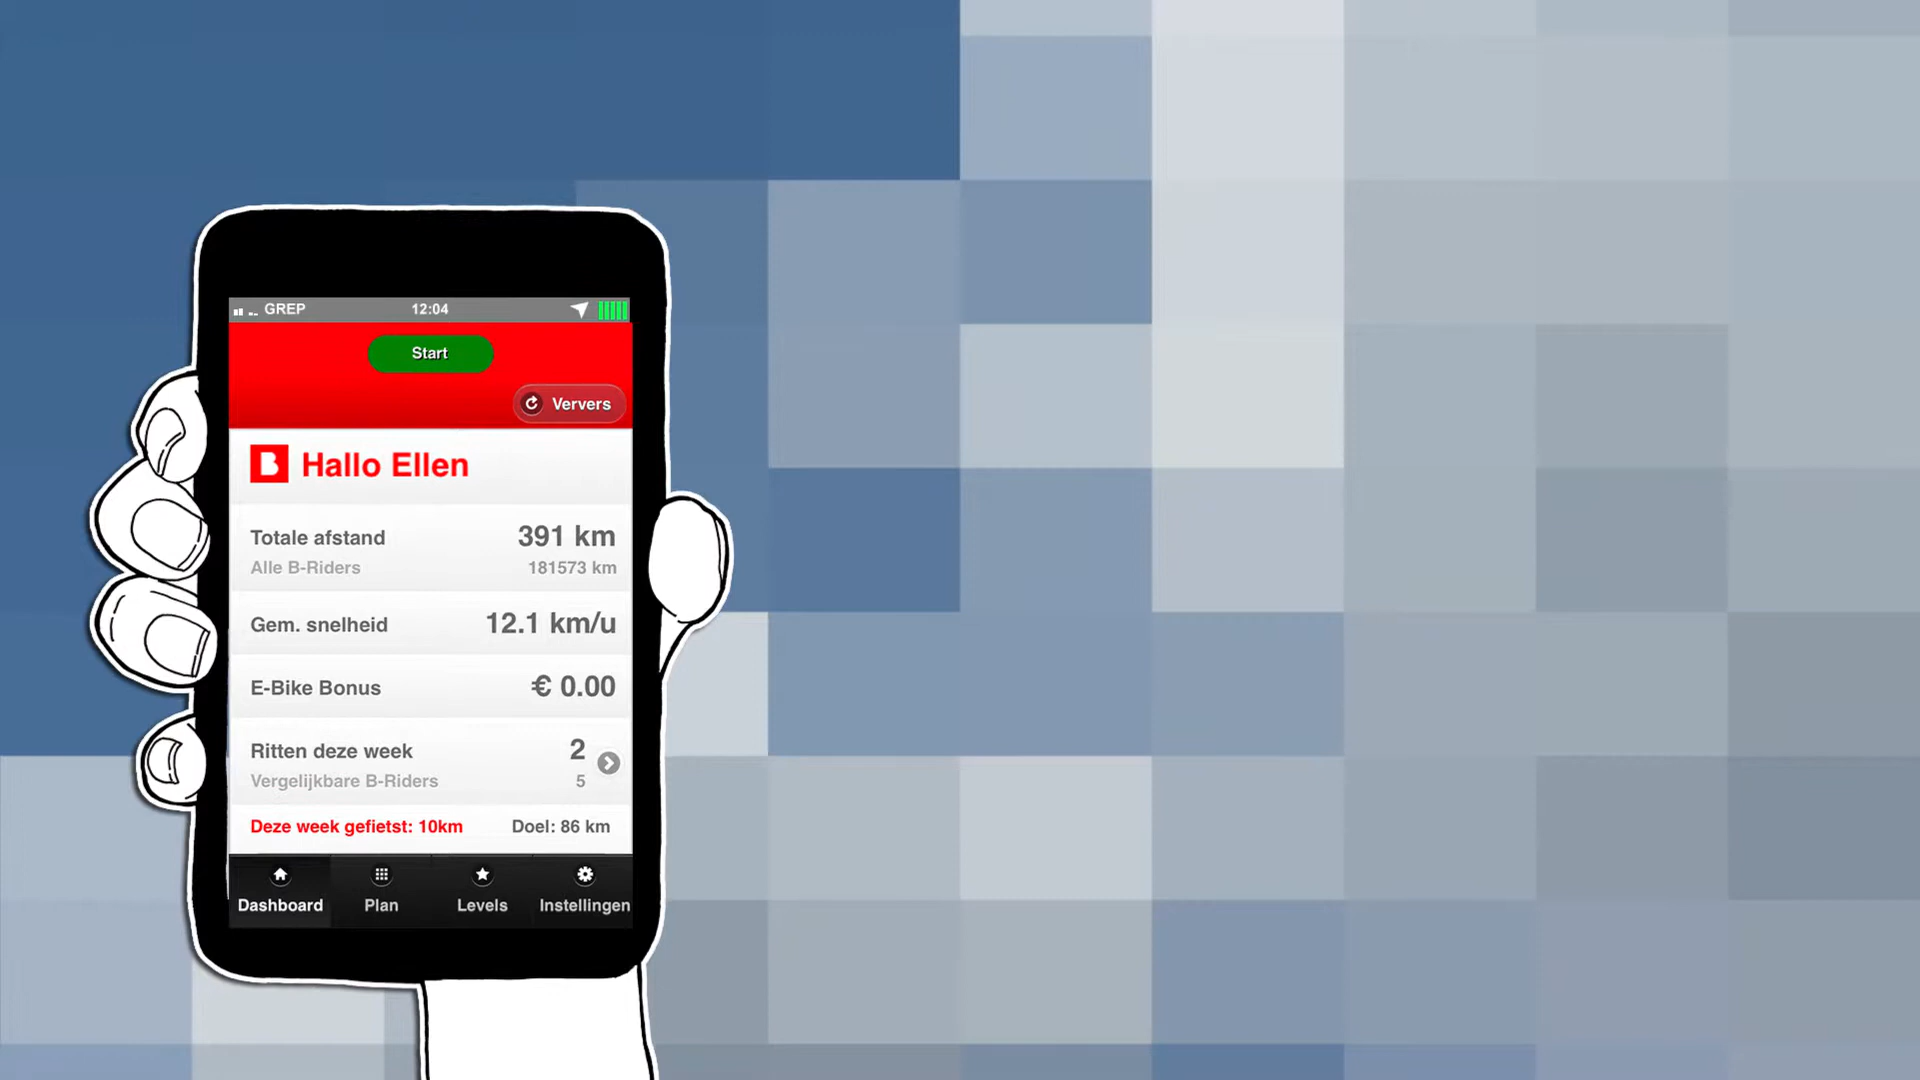 GREP 12:04
Start
Ververs
B Hallo Ellen
Totale afstand 391 km
Alle B-Riders 181573 km
Gem. snelheid 12.1 km/u
E-Bike Bonus € 0.00
Ritten deze week 2
Vergelijkbare B-Riders 5
Deze week gefietst: 10km Doel: 86 km
Dashboard Plan Levels Instellingen